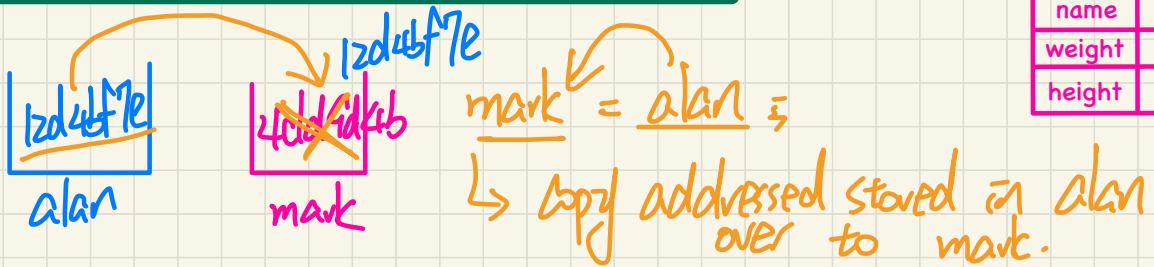 12d4bf7e
name
weight
height
12d4bf7e
mark = alan ;
alan
mark
↳ copy addressed stored in alan
over to mark.